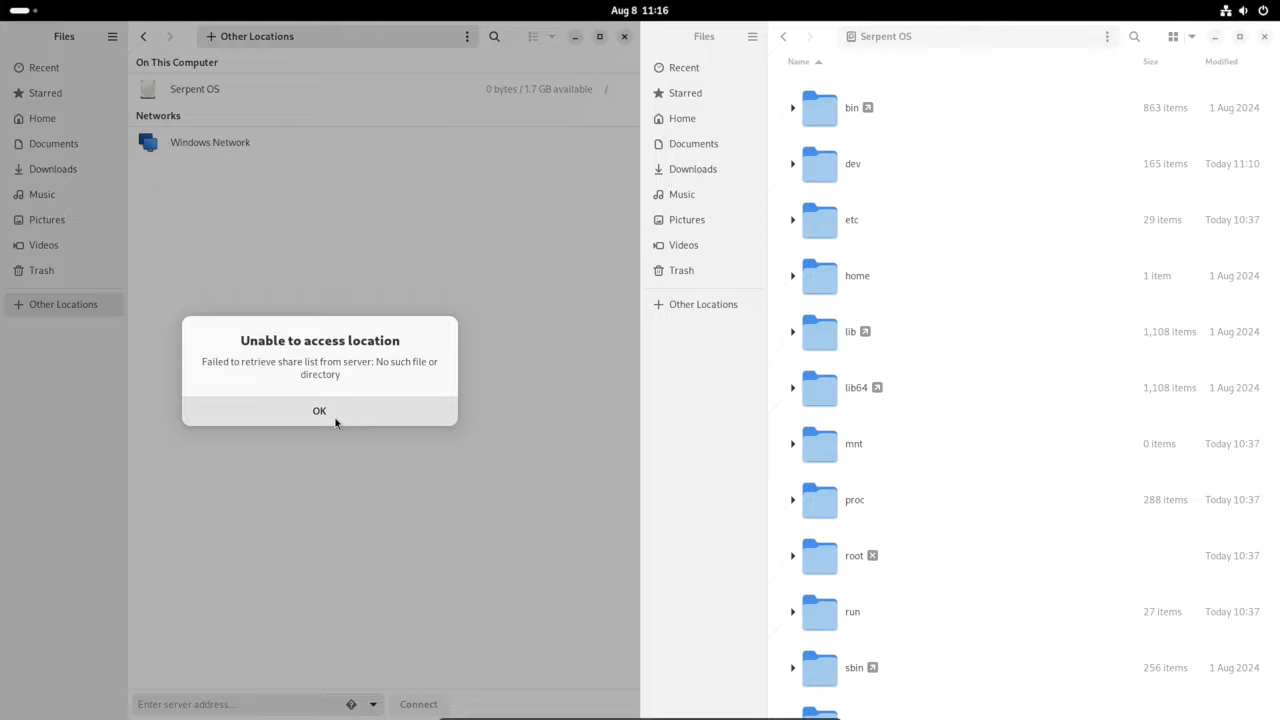 Aug 8 11:16
Files
Other Locations
Recent
Starred
Home
Documents
Downloads
Music
Pictures
Videos
Trash
Other Locations
On This Computer
Serpent OS 0 bytes / 1.7 GB available /
Networks
Windows Network
Unable to access location
Failed to retrieve share list from server: No such file or
directory
OK
Enter server address...
Connect
Files
Serpent OS
Recent
Starred
Home
Documents
Downloads
Music
Pictures
Videos
Trash
Other Locations
Name Size Modified
bin 863 items 1 Aug 2024
dev 165 items Today 11:10
etc 29 items Today 10:37
home 1 item 1 Aug 2024
lib 1,108 items 1 Aug 2024
lib64 1,108 items 1 Aug 2024
mnt 0 items Today 10:37
proc 288 items Today 10:37
root Today 10:37
run 27 items Today 10:37
sbin 256 items 1 Aug 2024